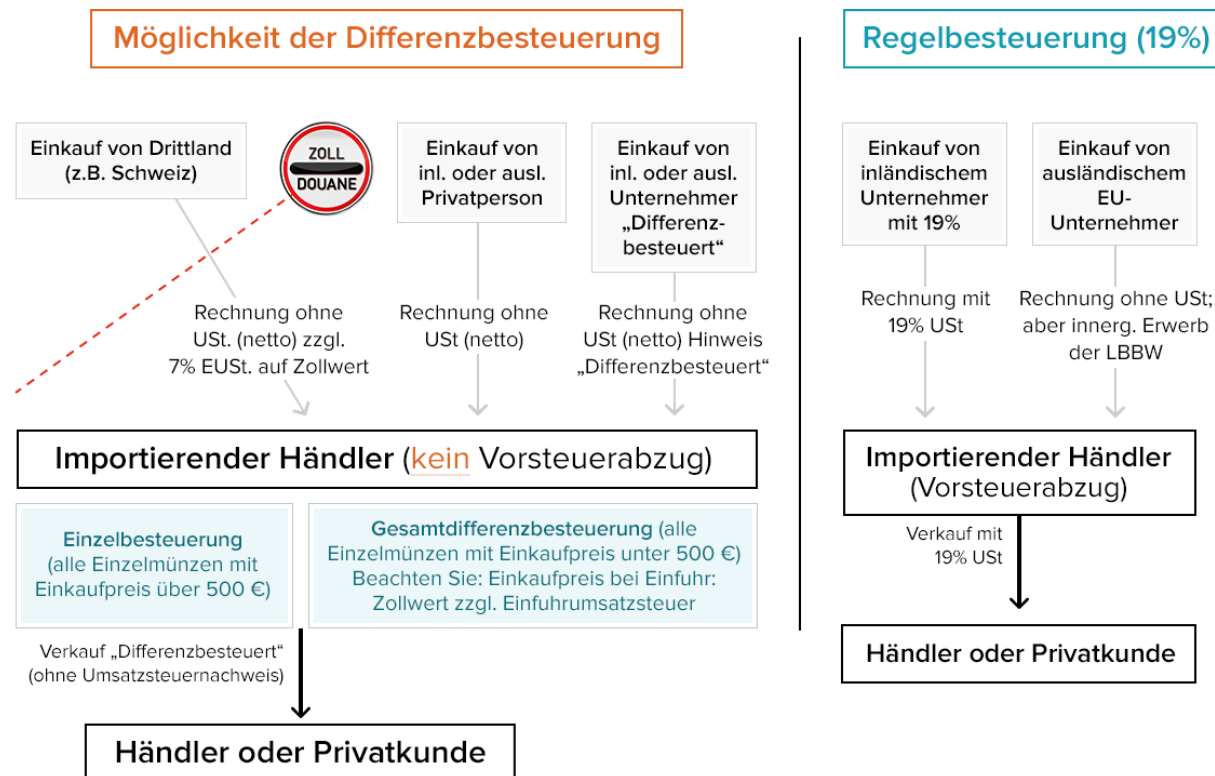 Möglichkeit der Differenzbesteuerung
Regelbesteuerung (19%)
Einkauf von Drittland
(z.B. Schweiz)
ZOLL
DOUANE
Einkauf von
inl. oder ausl.
Privatperson
Einkauf von
inl. oder ausl.
Unternehmer
„Differenz-
besteuert“
Einkauf von
inländischem
Unternehmer
mit 19%
Einkauf von
ausländischem
EU-
Unternehmer
Rechnung ohne
USt. (netto) zzgl.
7% EUSt. auf Zollwert
Rechnung ohne
USt (netto)
Rechnung ohne
USt (netto) Hinweis
„Differenzbesteuert“
Rechnung mit
19% USt
Rechnung ohne USt;
aber innerg. Erwerb
der LBBW
Importierender Händler (kein Vorsteuerabzug)
Importierender Händler
(Vorsteuerabzug)
Einzelbesteuerung
(alle Einzelmünzen mit
Einkaufpreis über 500 €)
Gesamtdifferenzbesteuerung (alle
Einzelmünzen mit Einkaufpreis unter 500 €)
Beachten Sie: Einkaufpreis bei Einfuhr:
Zollwert zzgl. Einfuhrumsatzsteuer
Verkauf mit
19% USt
Verkauf „Differenzbesteuert“
(ohne Umsatzsteuernachweis)
Händler oder Privatkunde
Händler oder Privatkunde